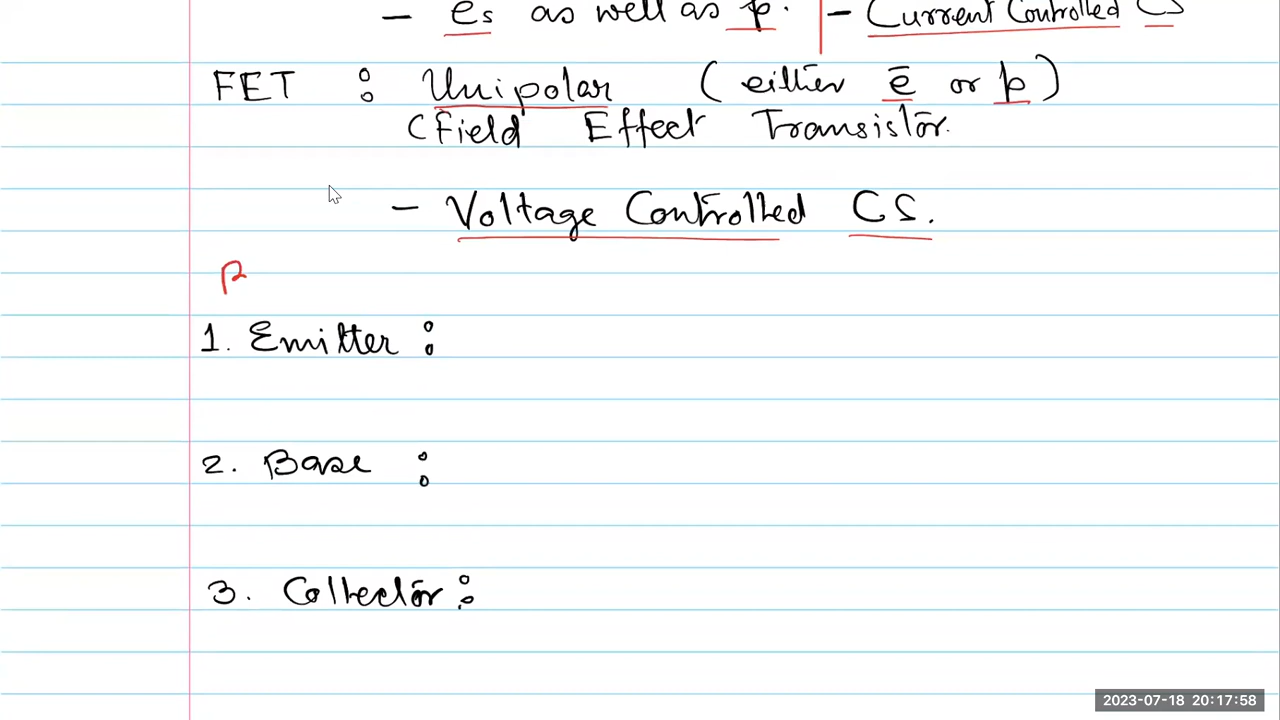 - es as well as p. | - Current Controlled CS
FET : Unipolar ( either ē or p )
( Field Effect Transistor.
- Voltage Controlled CS.
B
1. Emitter :
2. Base :
3. Collector :
2023-07-18 20:17:58